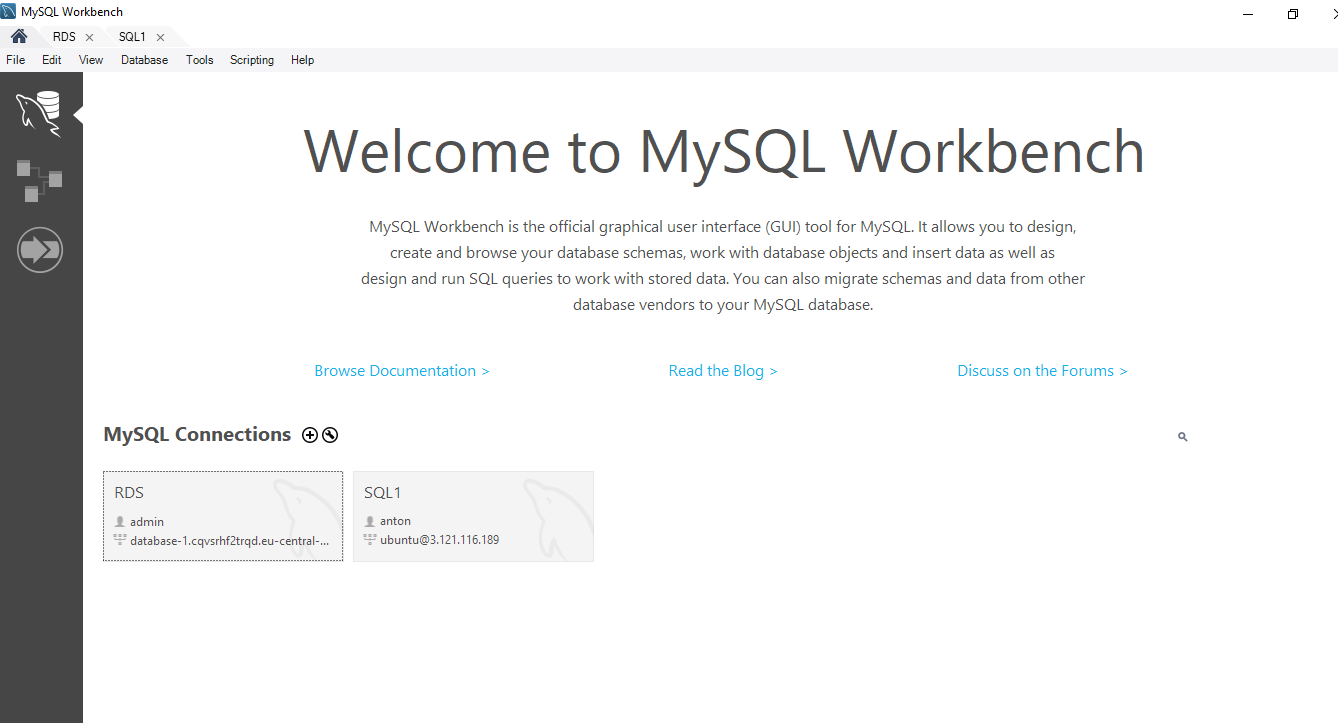 MySQL Workbench
RDS
SQL1
File Edit View Database Tools Scripting Help
Welcome to MySQL Workbench
MySQL Workbench is the official graphical user interface (GUI) tool for MySQL. It allows you to design,
create and browse your database schemas, work with database objects and insert data as well as
design and run SQL queries to work with stored data. You can also migrate schemas and data from other
database vendors to your MySQL database.
Browse Documentation >
Read the Blog >
Discuss on the Forums >
MySQL Connections
RDS
admin
database-1.cqvsrhf2trqd.eu-central-...
SQL1
anton
ubuntu@3.121.116.189